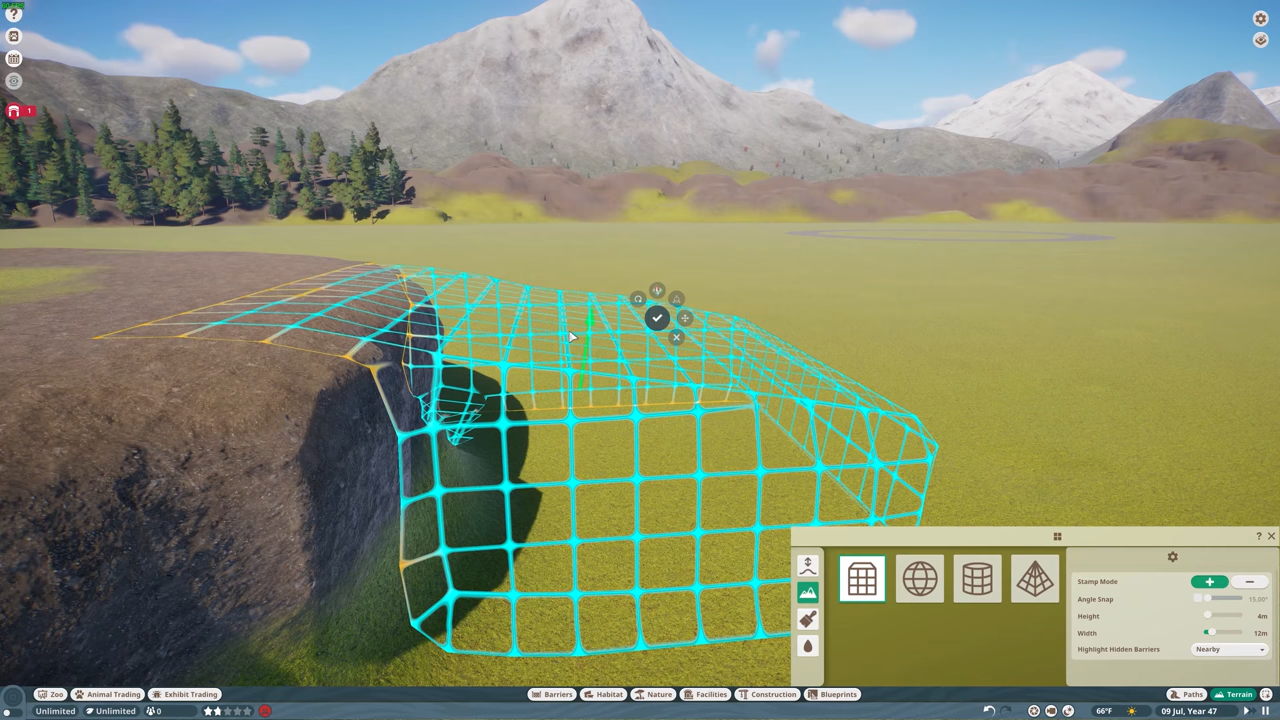 1
Stamp Mode
Angle Snap 15.00°
Height 4m
Width 12m
Highlight Hidden Barriers Nearby
Zoo Animal Trading Exhibit Trading Barriers Habitat Nature Facilities Construction Blueprints Paths Terrain
Unlimited Unlimited 0 66°F 09 Jul, Year 47